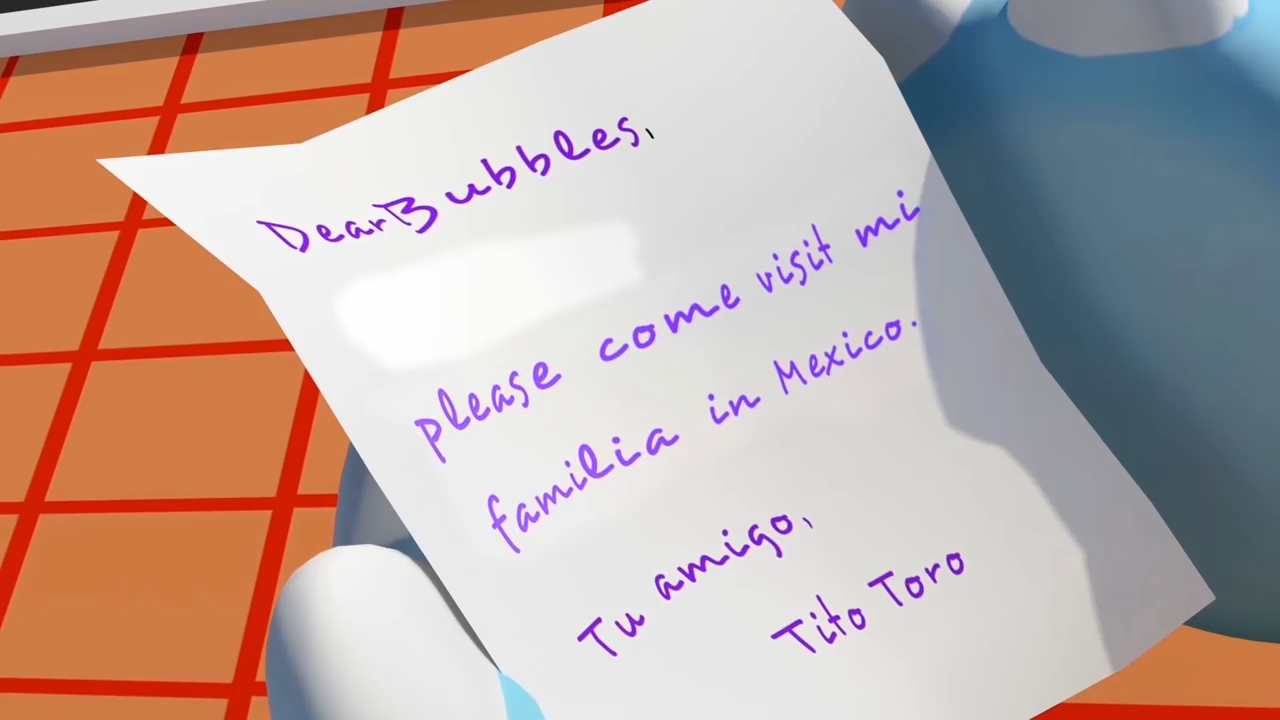 Dear Bubbles,
please come visit mi
familia in Mexico.
Tu amigo,
Tito Toro